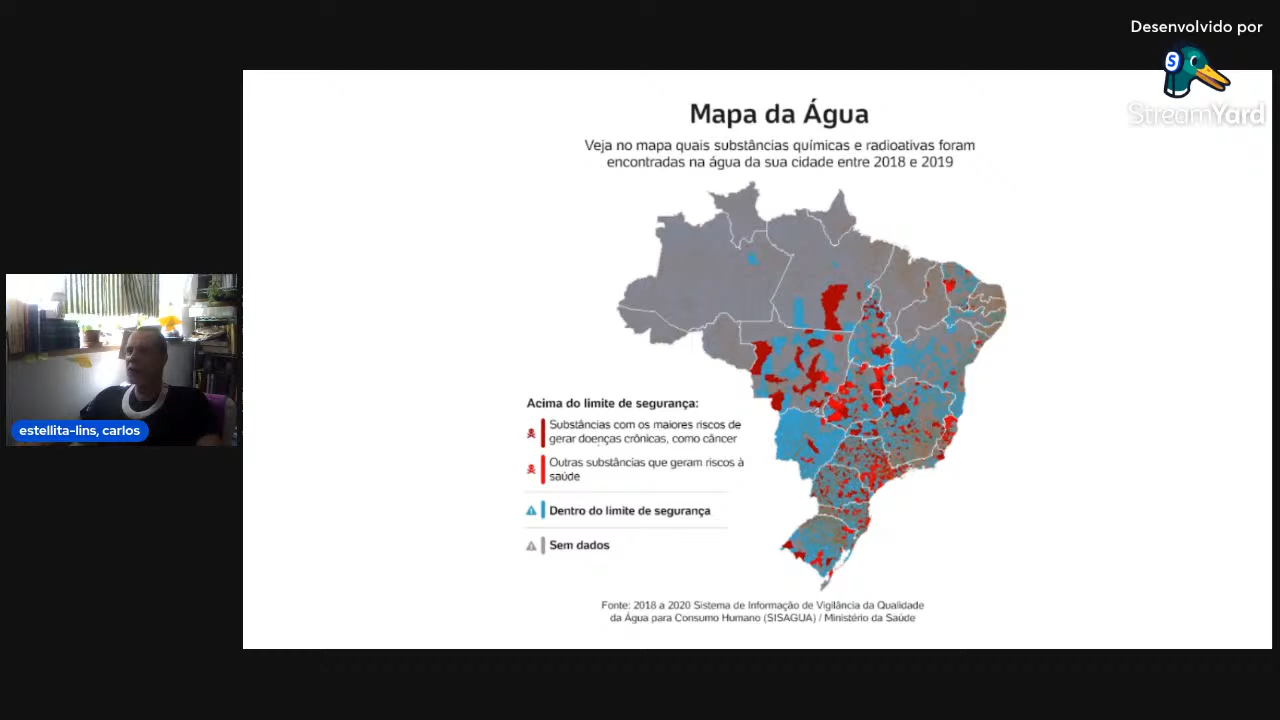 Desenvolvido por
StreamYard
Mapa da Água
Veja no mapa quais substâncias químicas e radioativas foram
encontradas na água da sua cidade entre 2018 e 2019
Acima do limite de segurança:
Substâncias com os maiores riscos de
gerar doenças crônicas, como câncer
Outras substâncias que geram riscos à
saúde
Dentro do limite de segurança
Sem dados
Fonte: 2018 a 2020 Sistema de Informação de Vigilância da Qualidade
da Água para Consumo Humano (SISAGUA) / Ministério da Saúde
estellita-lins, carlos